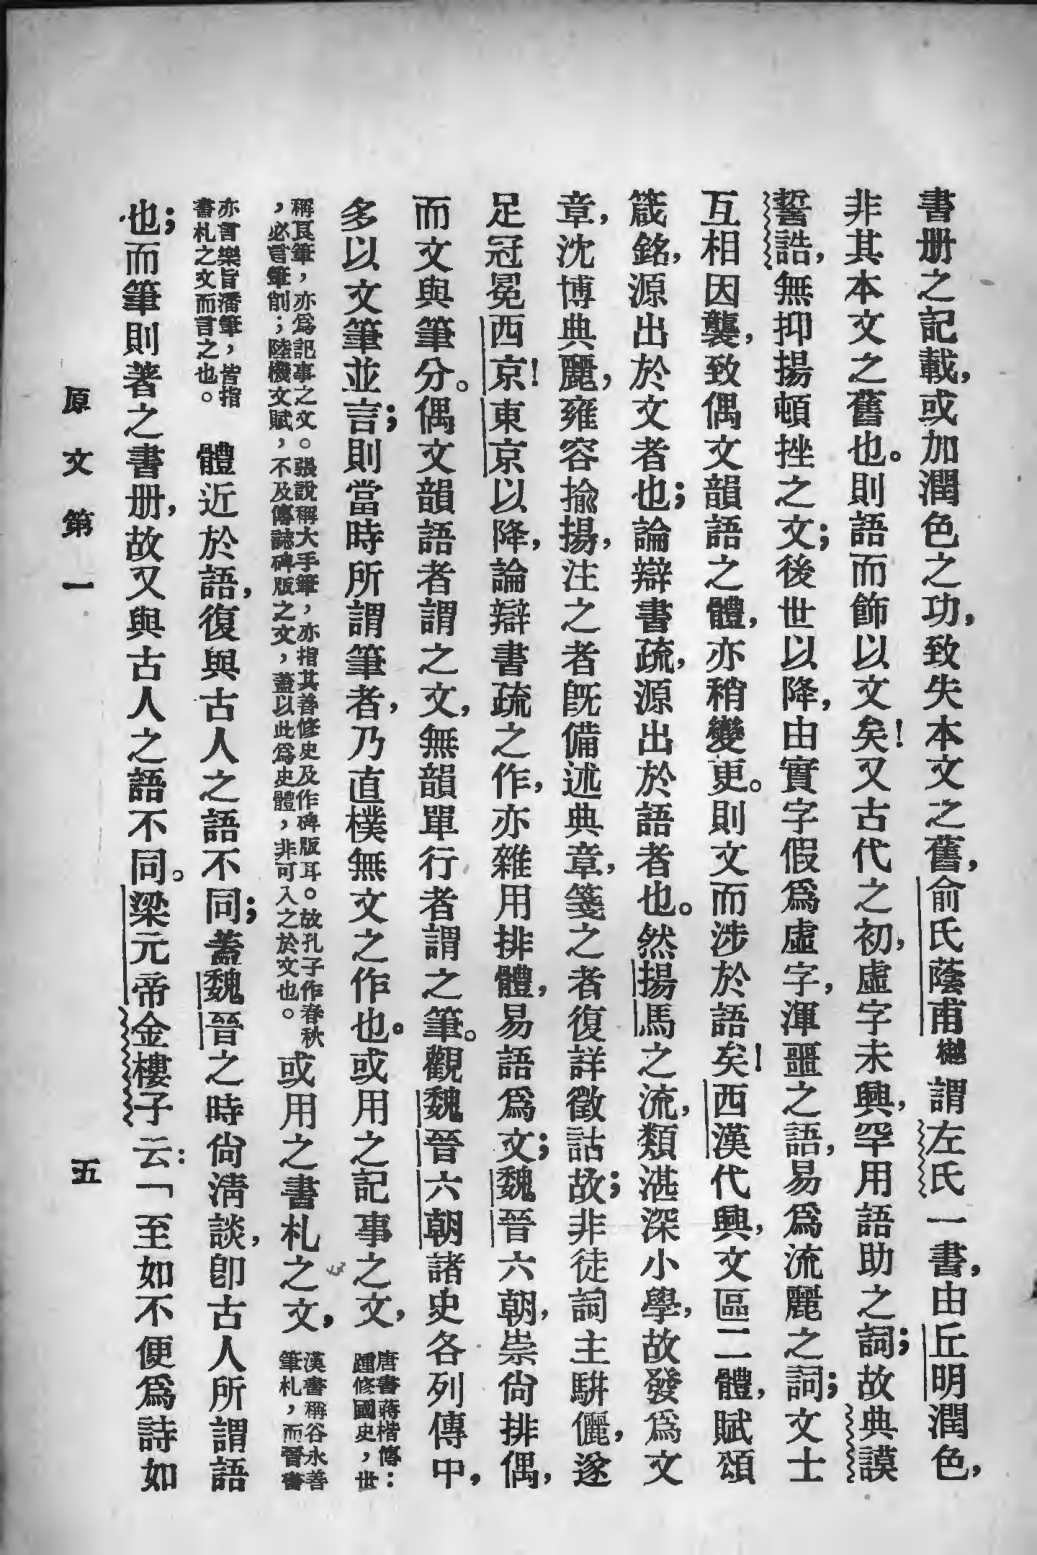 書册之記載，或加潤色之功，致失本文之舊，俞氏蔭甫樾謂左氏一書，由丘明潤色，
非其本文之舊也。則語而飾以文矣！又古代之初，虛字未興，罕用語助之詞；故典謨
誓誥，無抑揚頓挫之文；後世以降，由實字假爲虛字，渾噩之語，易爲流麗之詞；文士
互相因襲，致偶文韻語之體，亦稍變更。則文而涉於語矣！西漢代興，文區二體，賦頌
箴銘，源出於文者也；論辯書疏，源出於語者也。然揚馬之流，類湛深小學，故發爲文
章，沈博典麗，雍容揄揚，注之者旣備述典章，箋之者復詳徵詁故；非徒詞主駢儷，遂
足冠冕西京！東京以降，論辯書疏之作，亦雜用排體，易語爲文；魏晉六朝，崇尙排偶，
而文與筆分。偶文韻語者謂之文，無韻單行者謂之筆。觀魏晉六朝諸史各列傳中，
多以文筆並言；則當時所謂筆者，乃直樸無文之作也。或用之記事之文，唐書蔣楷傳：踵修國史，世
稱良筆，亦爲記事之文。張說稱大手筆，亦指其善修史及作碑版耳。故孔子作春秋，必言筆削；陸機文賦，不及傳誌碑版之文，蓋以此爲史體，非可入之於文也。或用之書札之文，漢書稱谷永善筆札，而晉書
亦言樂旨潘筆，皆指書札之文而言之也。體近於語，復與古人之語不同；蓋魏晉之時尙淸談，卽古人所謂語
也；而筆則著之書册，故又與古人之語不同。梁元帝金樓子云：「至如不便爲詩如
原文第一
五